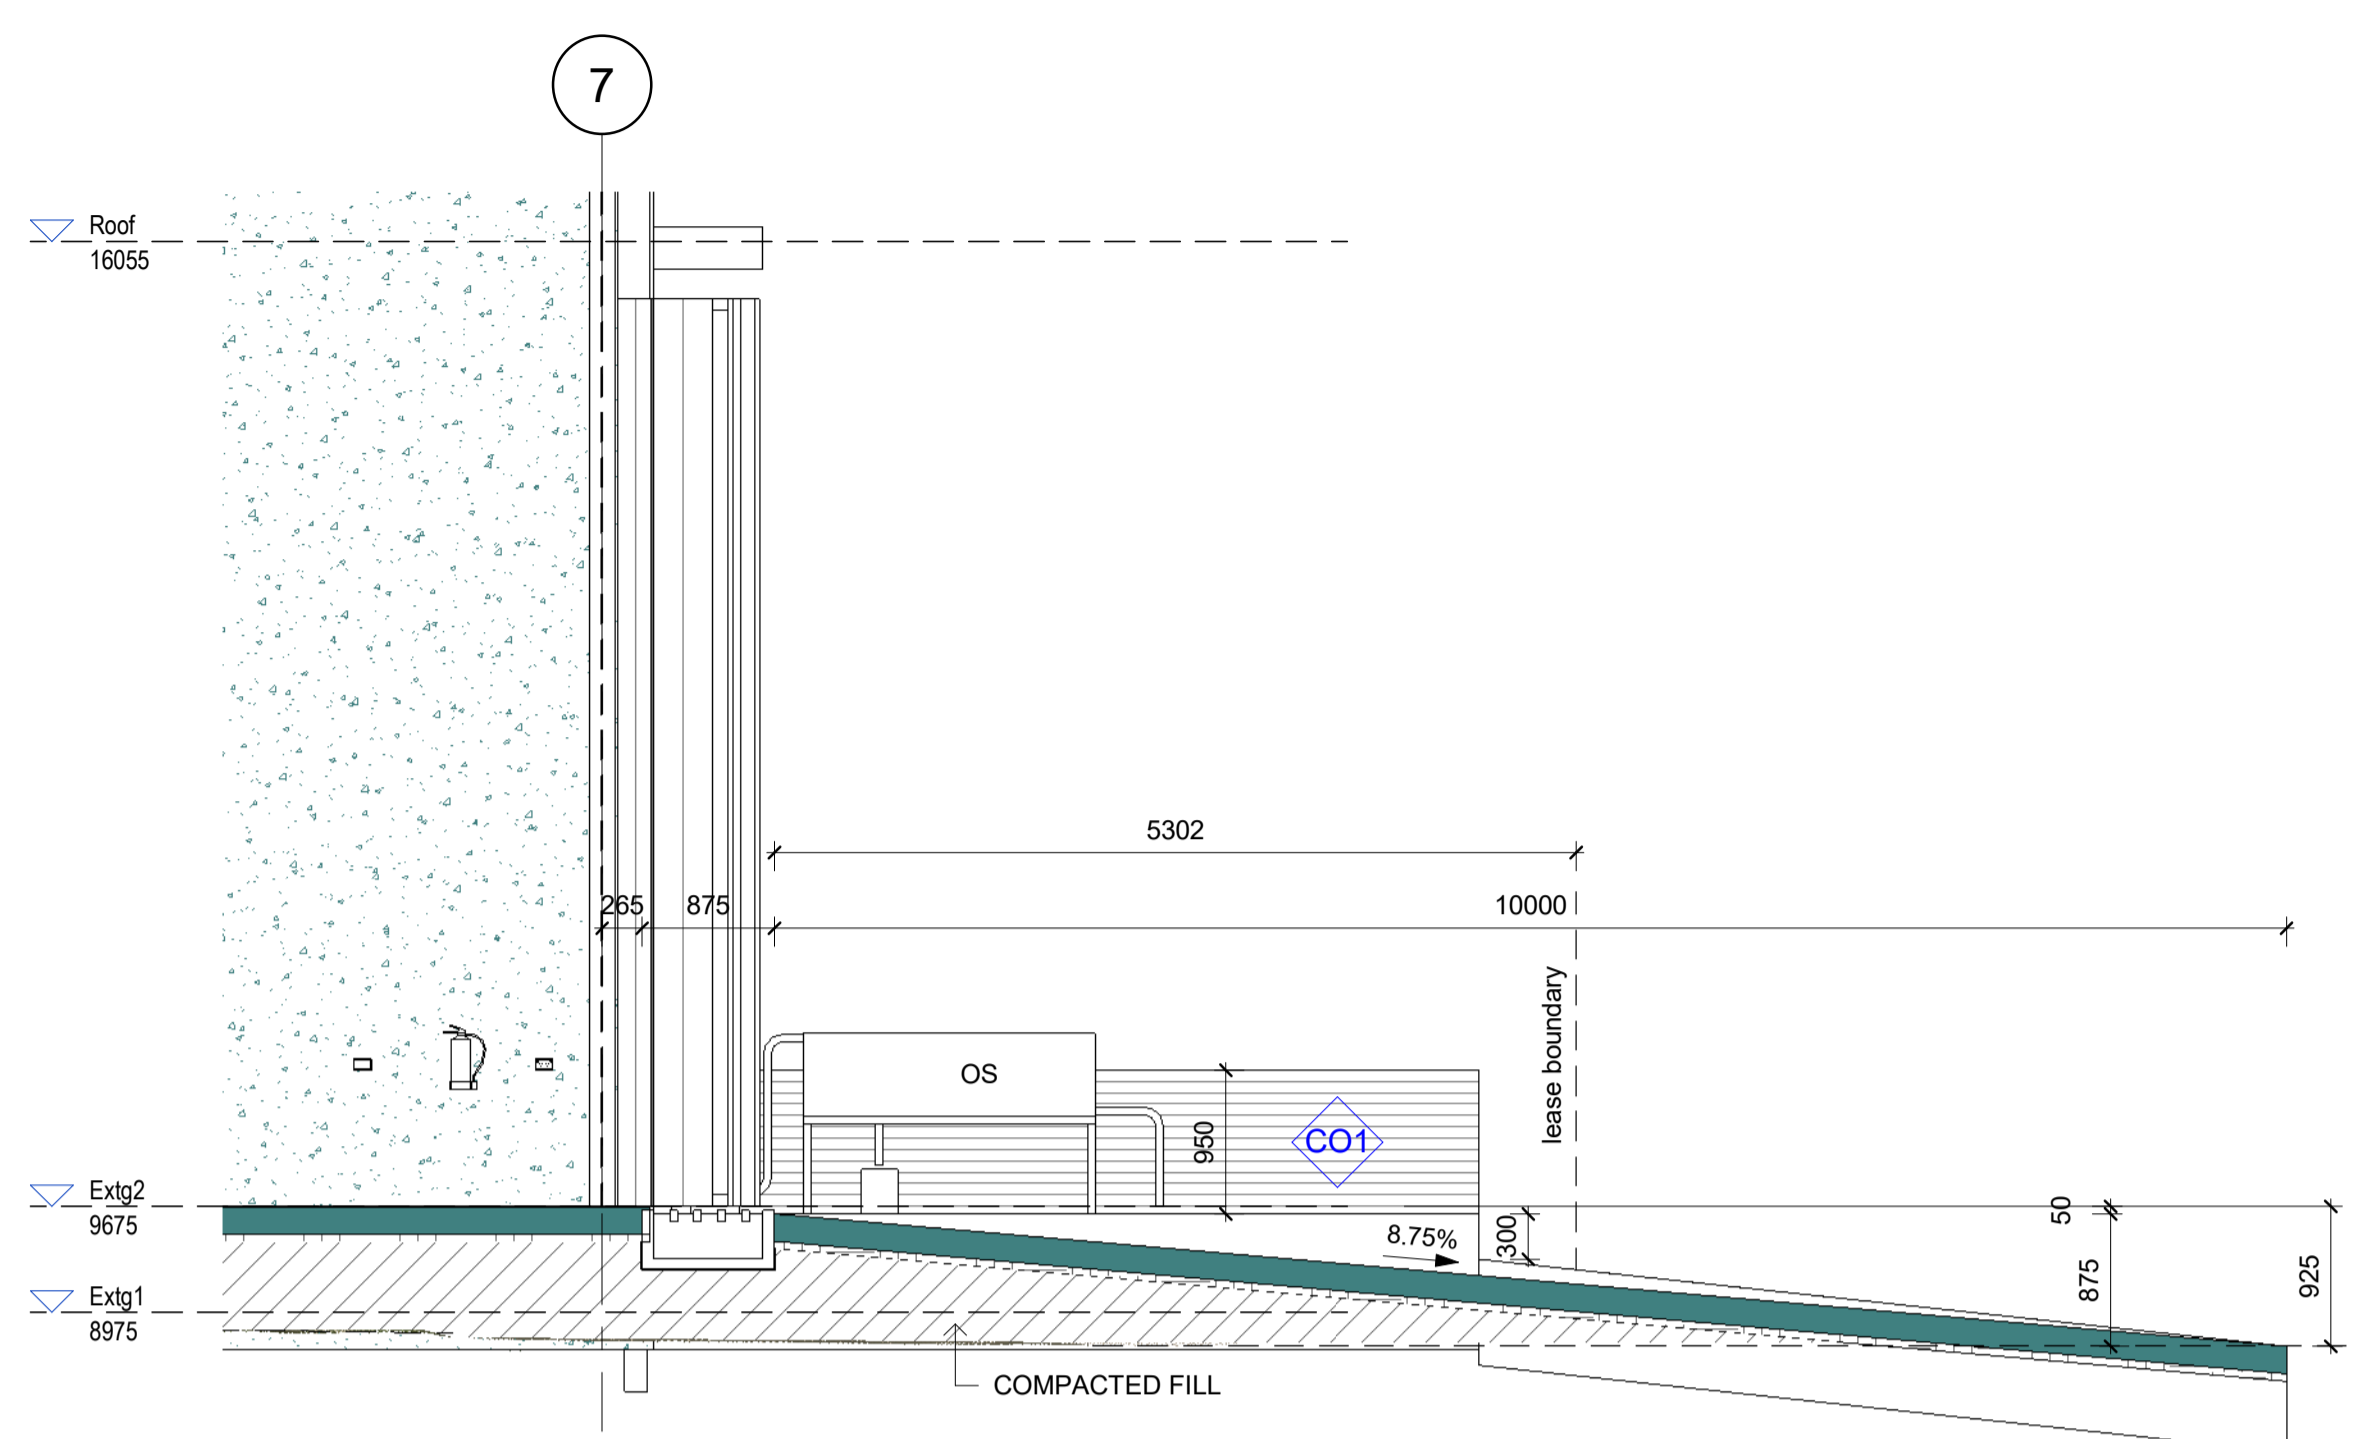 7
Roof
16055
5302
265
875
10000
lease boundary
OS
950
CO1
Extg2
9675
50
300
8.75%
875
925
Extg1
8975
COMPACTED FILL